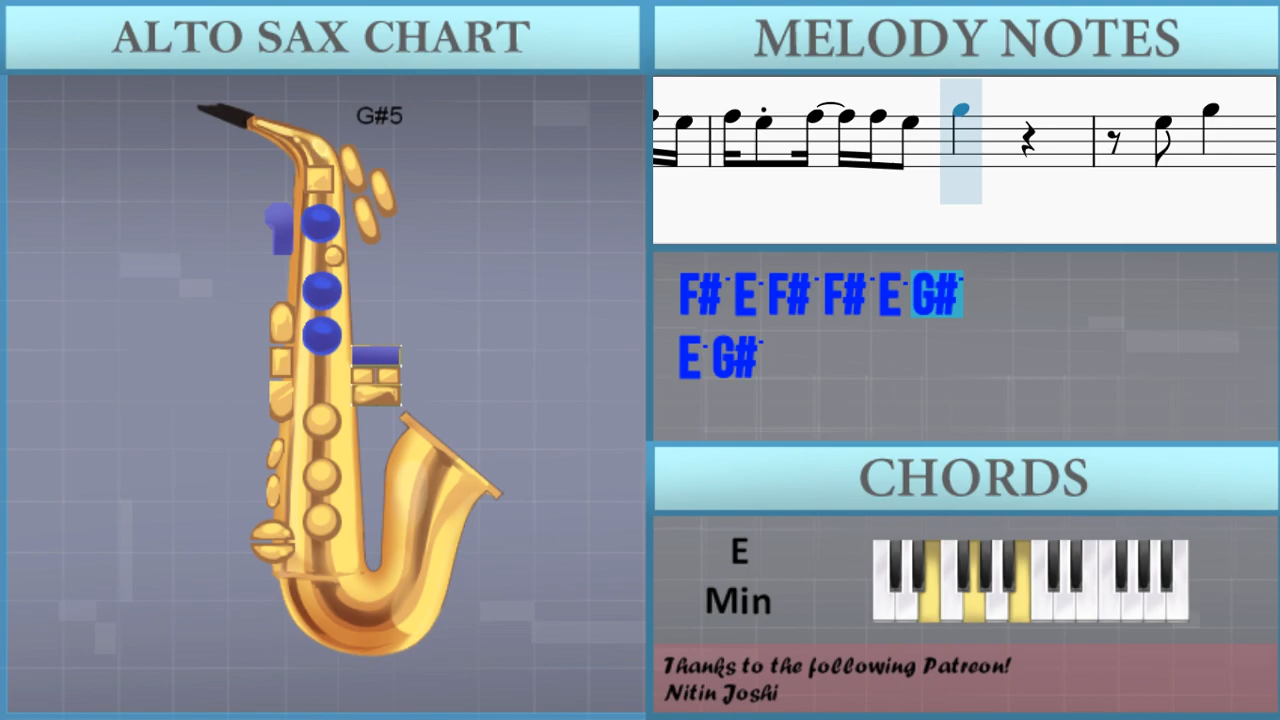 ALTO SAX CHART
G#5
MELODY NOTES
F#- E- F#- F#- E- G#-
E- G#-
CHORDS
E
Min
Thanks to the following Patreon!
Nitin Joshi